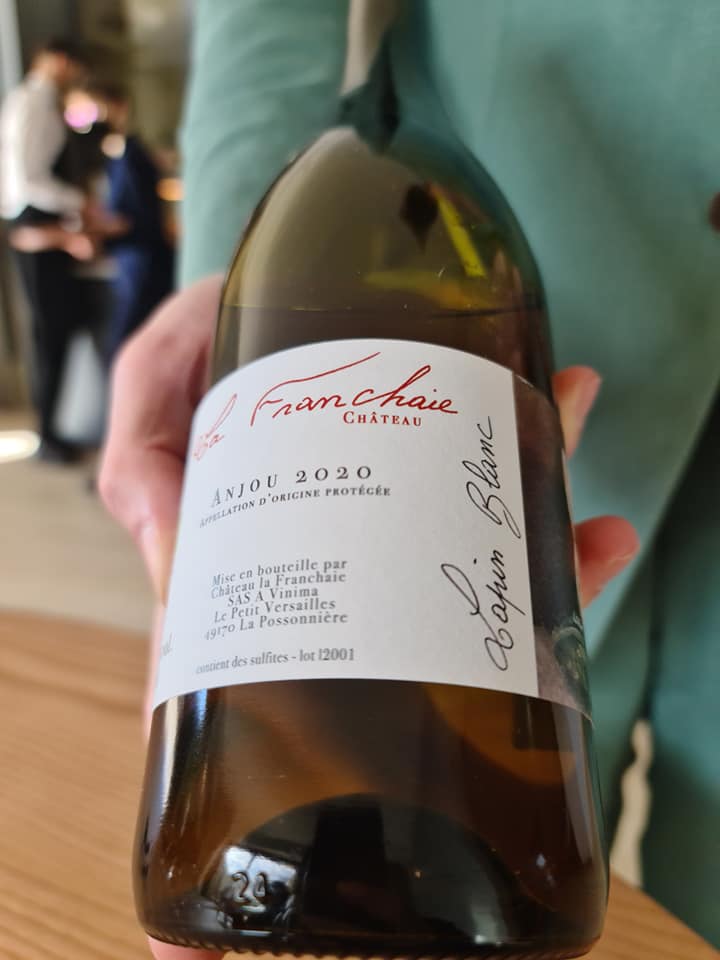 La Franchaie
CHÂTEAU
ANJOU 2020
APPELLATION D'ORIGINE PROTÉGÉE
Mise en bouteille par
Château la Franchaie
SAS A Vinima
Le Petit Versailles
49170 La Possonnière
contient des sulfites - lot l2001
Lapin Blanc
20